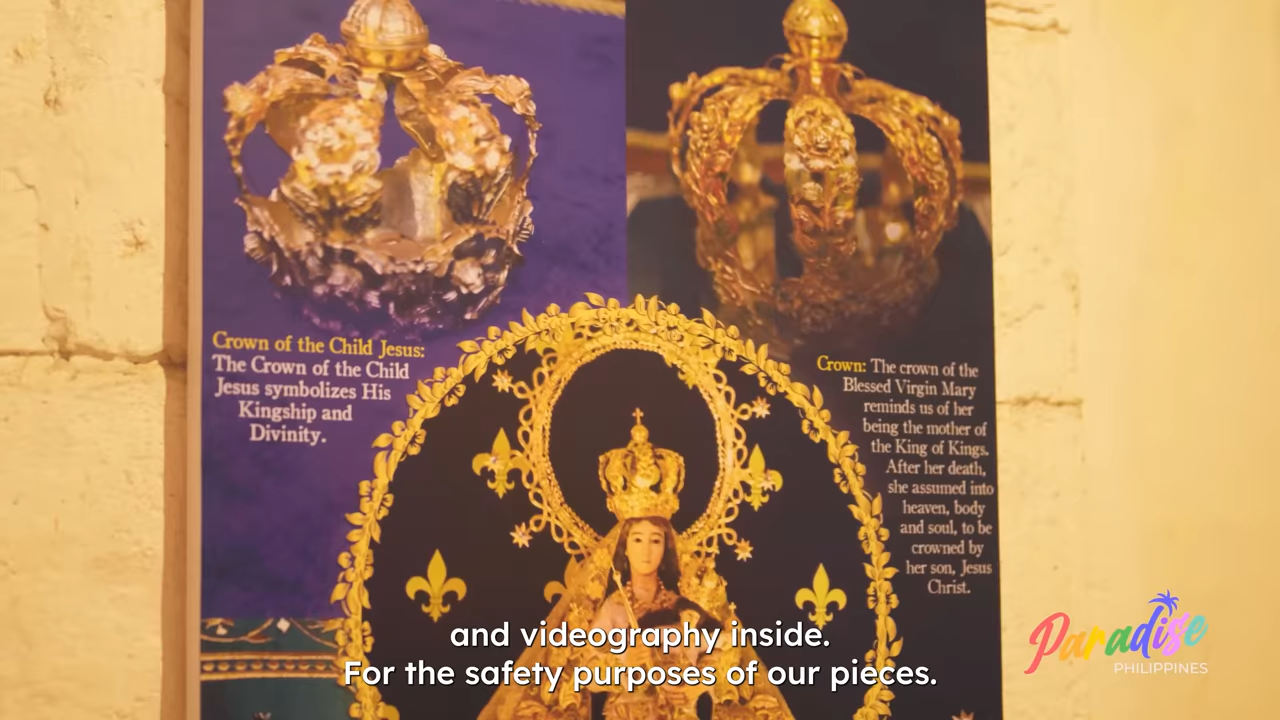 Crown of the Child Jesus:
The Crown of the Child
Jesus symbolizes His
Kingship and
Divinity.
Crown: The crown of the
Blessed Virgin Mary
reminds us of her
being the mother of
the King of Kings.
After her death,
she assumed into
heaven, body
and soul, to be
crowned by
her son, Jesus
Christ.
and videography inside.
For the safety purposes of our pieces.
Paradise
PHILIPPINES